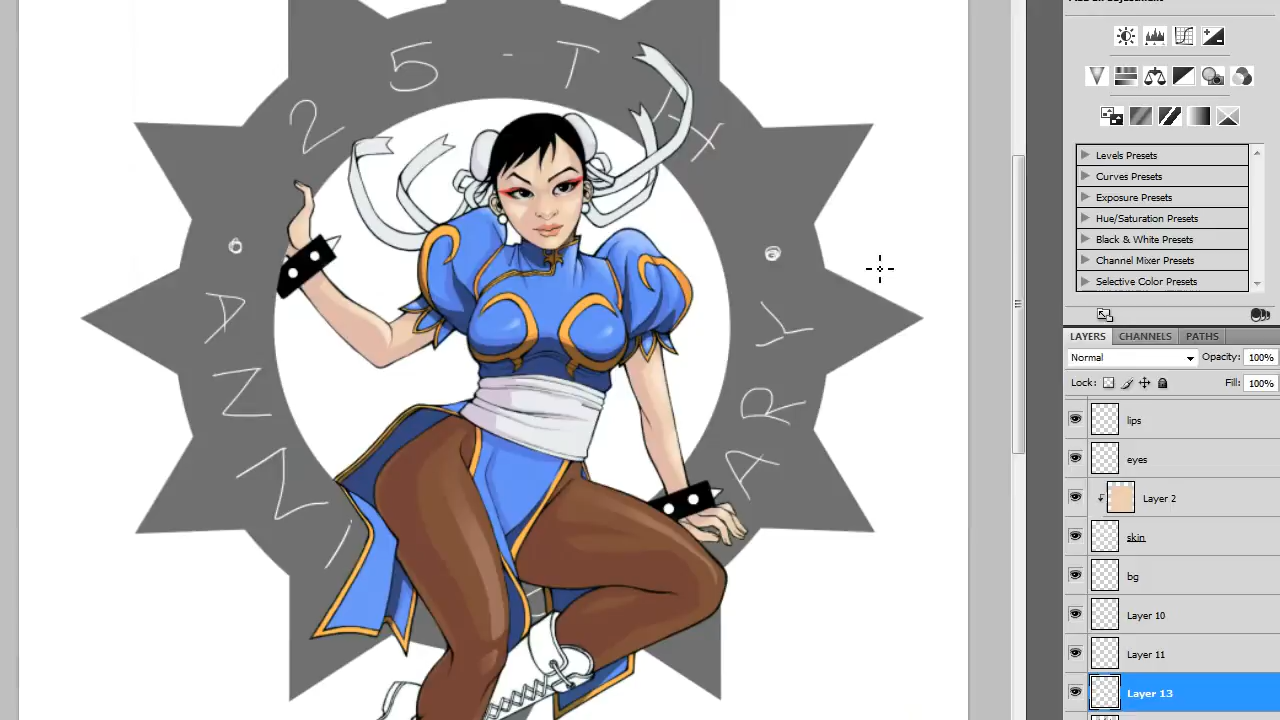 25-TH
ANNI
ARY
Levels Presets
Curves Presets
Exposure Presets
Hue/Saturation Presets
Black & White Presets
Channel Mixer Presets
Selective Color Presets
LAYERS CHANNELS PATHS
Normal Opacity: 100%
Lock: Fill: 100%
lips
eyes
Layer 2
skin
bg
Layer 10
Layer 11
Layer 13